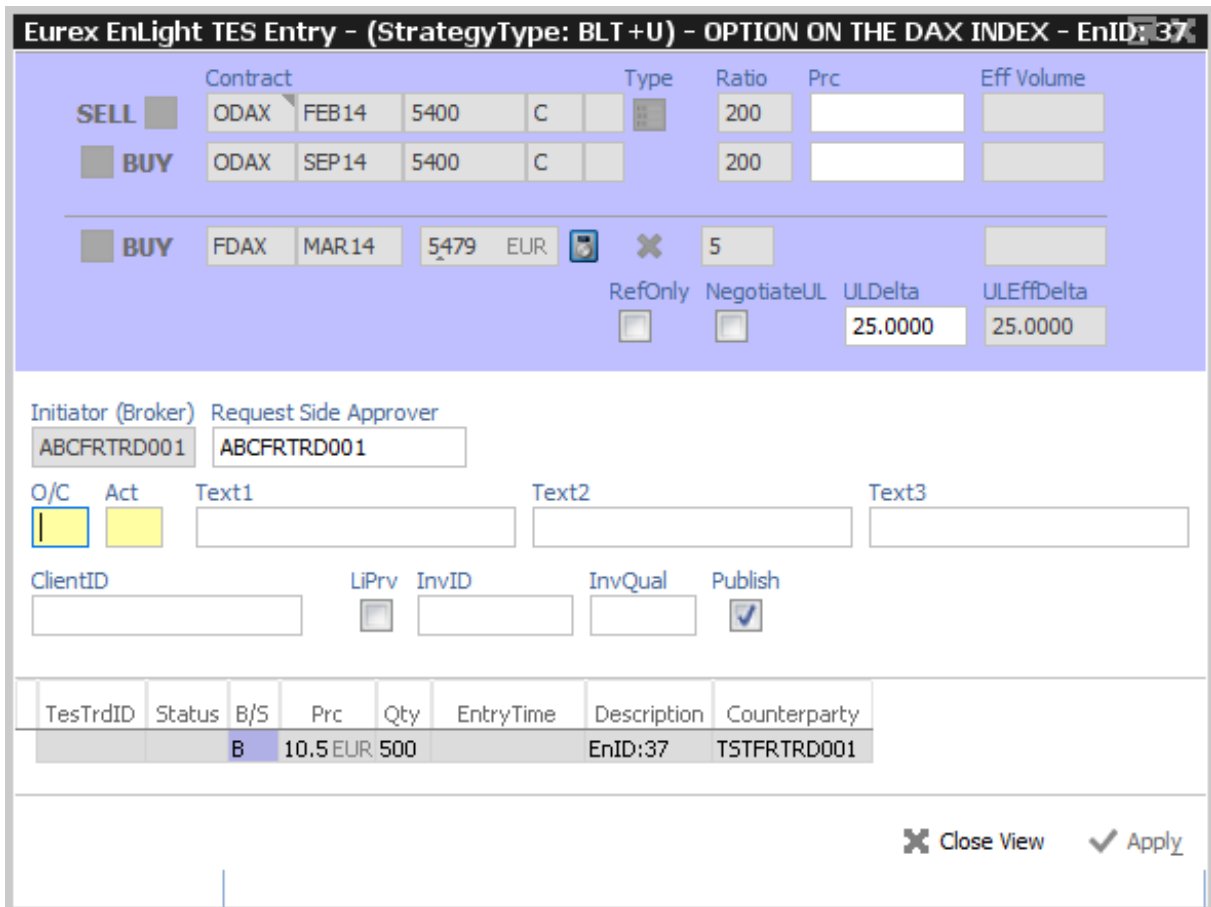 Eurex EnLight TES Entry - (StrategyType: BLT+U) - OPTION ON THE DAX INDEX - EnID: 37
Contract Type Ratio Prc Eff Volume
SELL ODAX FEB14 5400 C 200
BUY ODAX SEP14 5400 C 200
BUY FDAX MAR14 5479 EUR 5
RefOnly NegotiateUL ULDelta ULEffDelta
25.0000 25.0000
Initiator (Broker) Request Side Approver
ABCFRTRD001 ABCFRTRD001
O/C Act Text1 Text2 Text3
ClientID LiPrv InvID InvQual Publish
TesTrdID Status B/S Prc Qty EntryTime Description Counterparty
B 10.5 EUR 500 EnID:37 TSTFRTRD001
Close View Apply